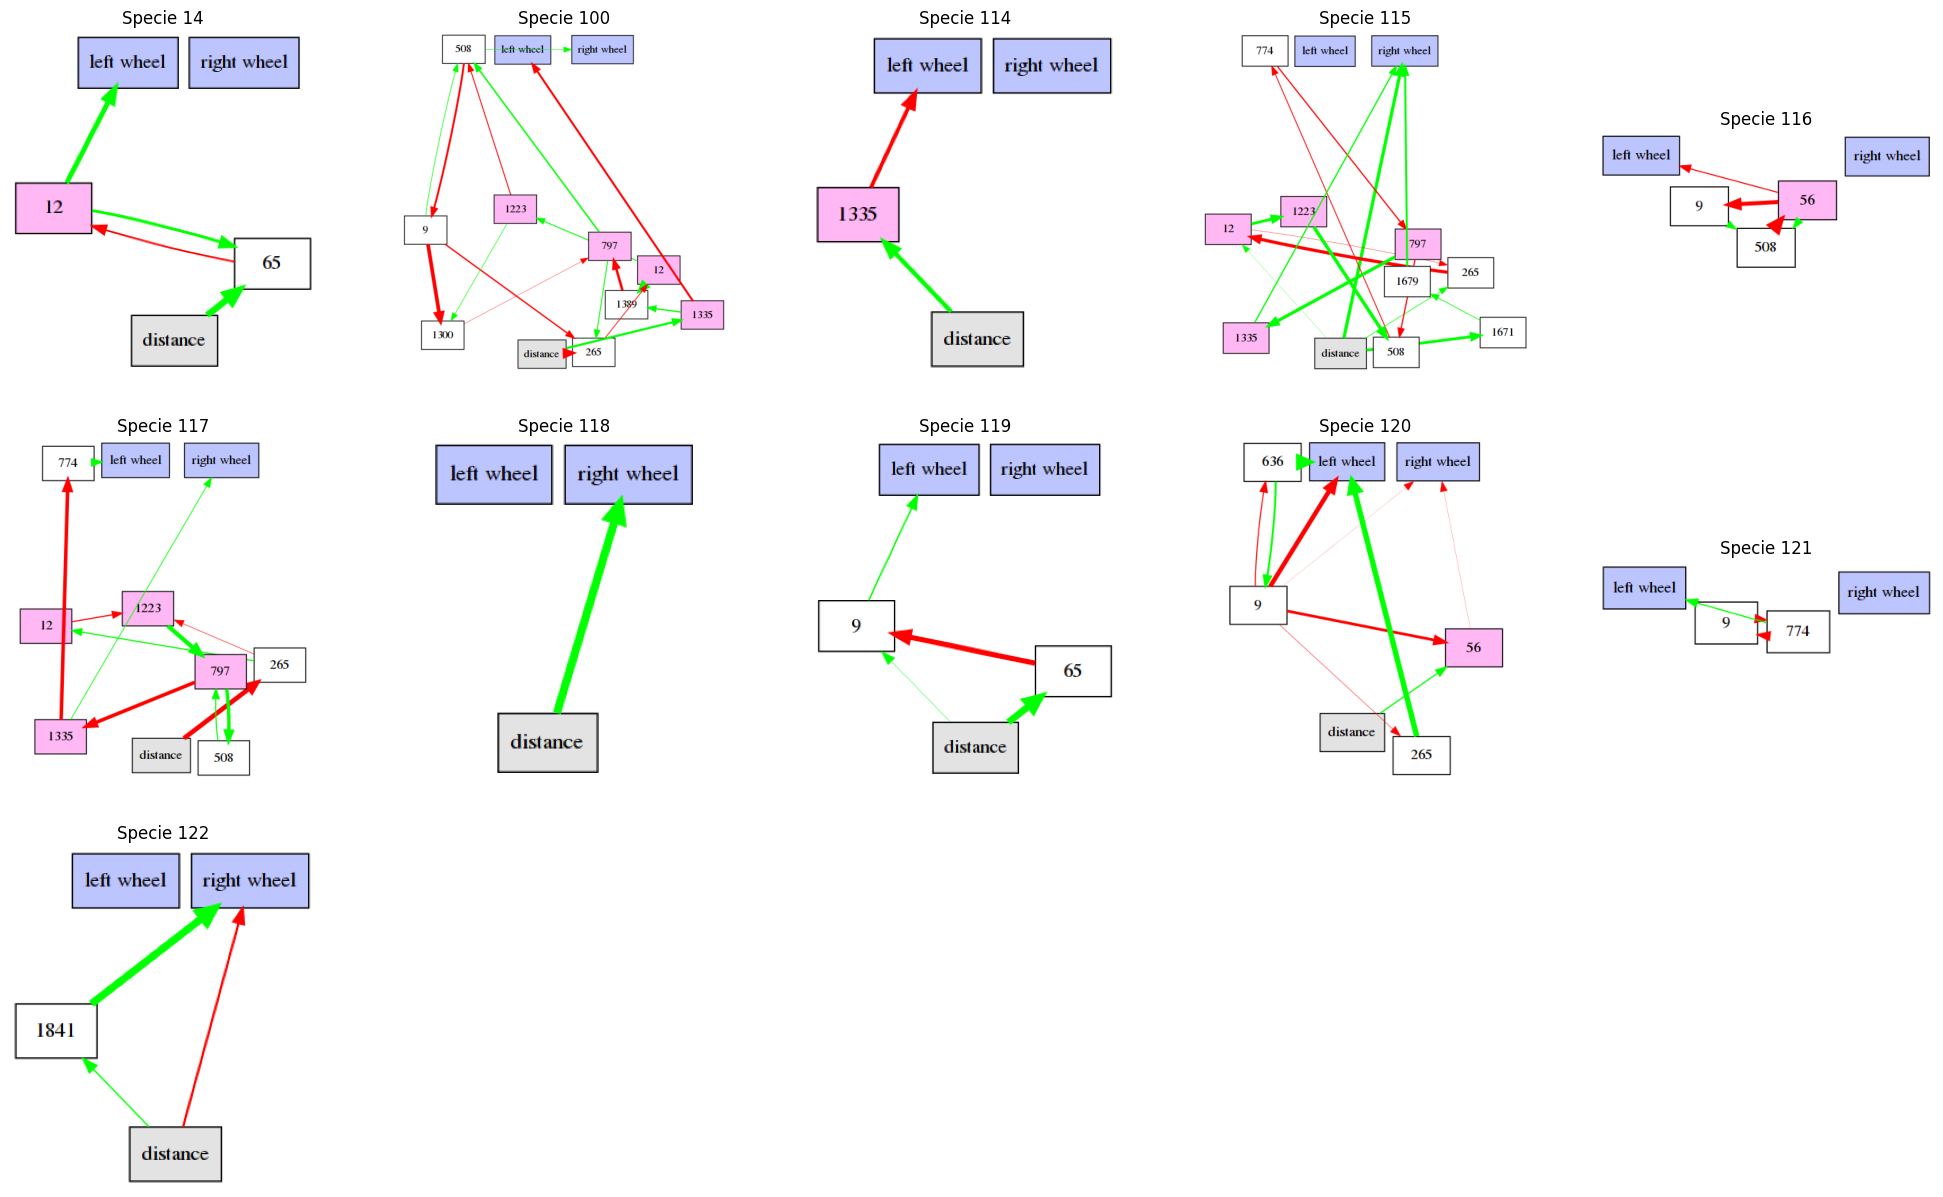 Specie 14
left wheel
right wheel
12
65
distance
Specie 100
508
left wheel
right wheel
1223
9
797
12
1389
1335
1300
distance
265
Specie 114
left wheel
right wheel
1335
distance
Specie 115
774
left wheel
right wheel
1223
12
797
265
1679
1671
1335
distance
508
Specie 116
left wheel
right wheel
56
9
508
Specie 117
774
left wheel
right wheel
1223
12
265
797
1335
distance
508
Specie 118
left wheel
right wheel
distance
Specie 119
left wheel
right wheel
9
65
distance
Specie 120
636
left wheel
right wheel
9
56
distance
265
Specie 121
left wheel
right wheel
9
774
Specie 122
left wheel
right wheel
1841
distance